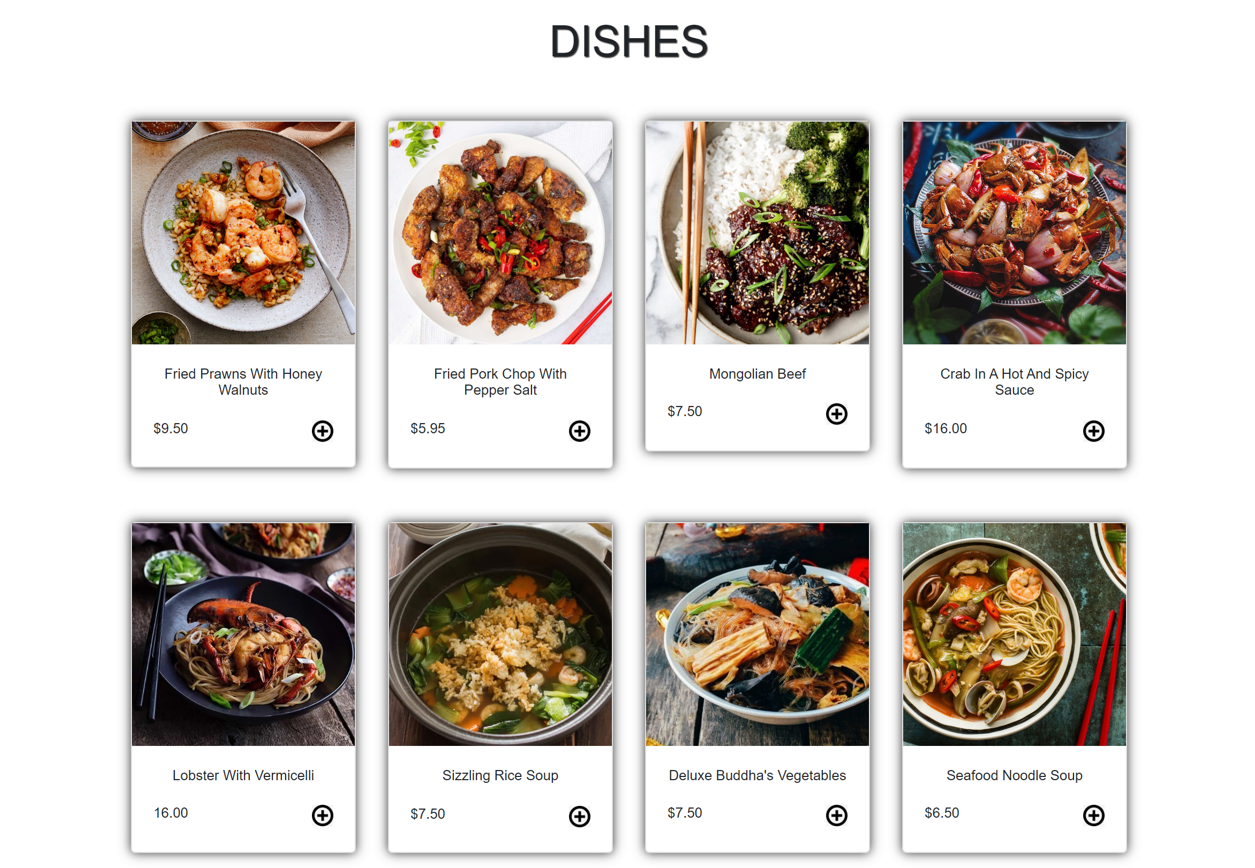 DISHES
Fried Prawns With Honey
Walnuts
$9.50
Fried Pork Chop With
Pepper Salt
$5.95
Mongolian Beef
$7.50
Crab In A Hot And Spicy
Sauce
$16.00
Lobster With Vermicelli
16.00
Sizzling Rice Soup
$7.50
Deluxe Buddha's Vegetables
$7.50
Seafood Noodle Soup
$6.50